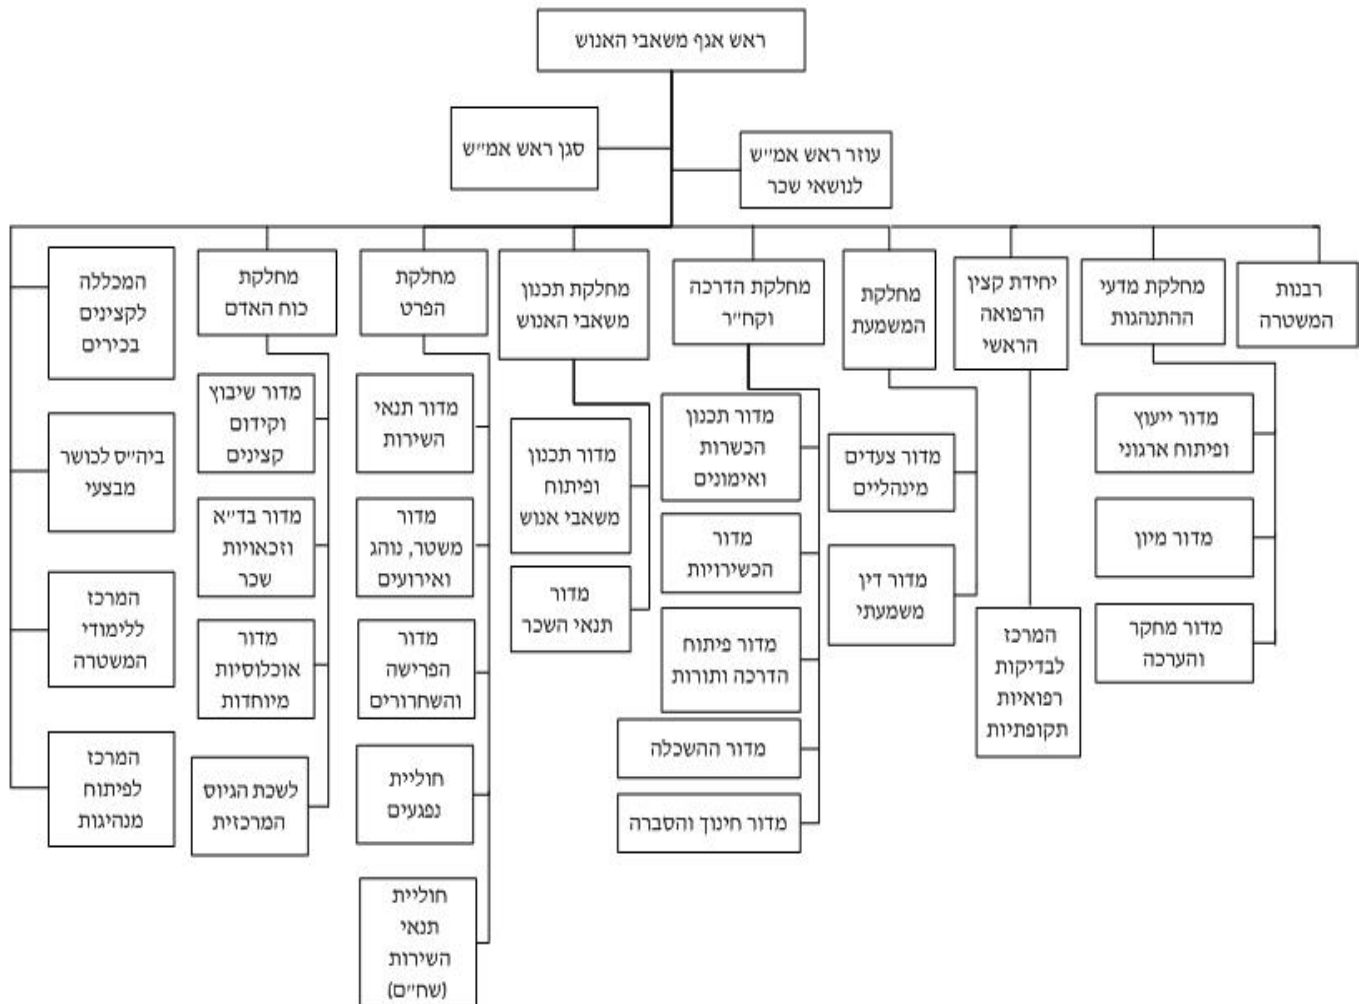 ראש אגף משאבי האנוש
סגן ראש אמ״ש
עוזר ראש אמ״ש
לנושאי שכר
רבנות
המשטרה
מחלקת מדעי
ההתנהגות
מדור ייעוץ
ופיתוח ארגוני
מדור מיון
מדור מחקר
והערכה
יחידת קצין
הרפואה
הראשי
המרכז
לבדיקות
רפואיות
תקופתיות
מחלקת
המשמעת
מדור צעדים
מינהליים
מדור דין
משמעתי
מחלקת הדרכה
וקח״ר
מדור תכנון
הכשרות
ואימונים
מדור
הכשירויות
מדור פיתוח
הדרכה ותורות
מדור ההשכלה
מדור חינוך והסברה
מחלקת תכנון
משאבי האנוש
מדור תכנון
ופיתוח
משאבי אנוש
מדור
תנאי השכר
מחלקת
הפרט
מדור תנאי
השירות
מדור
משטר, נוהג
ואירועים
מדור
הפרישה
והשחרורים
חוליית
נפגעים
חוליית
תנאי
השירות
(שח״ם)
מחלקת
כוח האדם
מדור שיבוץ
וקידום
קצינים
מדור בד״א
וזכאויות
שכר
מדור
אוכלוסיות
מיוחדות
לשכת הגיוס
המרכזית
המכללה
לקצינים
בכירים
ביה״ס לכושר
מבצעי
המרכז
ללימודי
המשטרה
המרכז
לפיתוח
מנהיגות